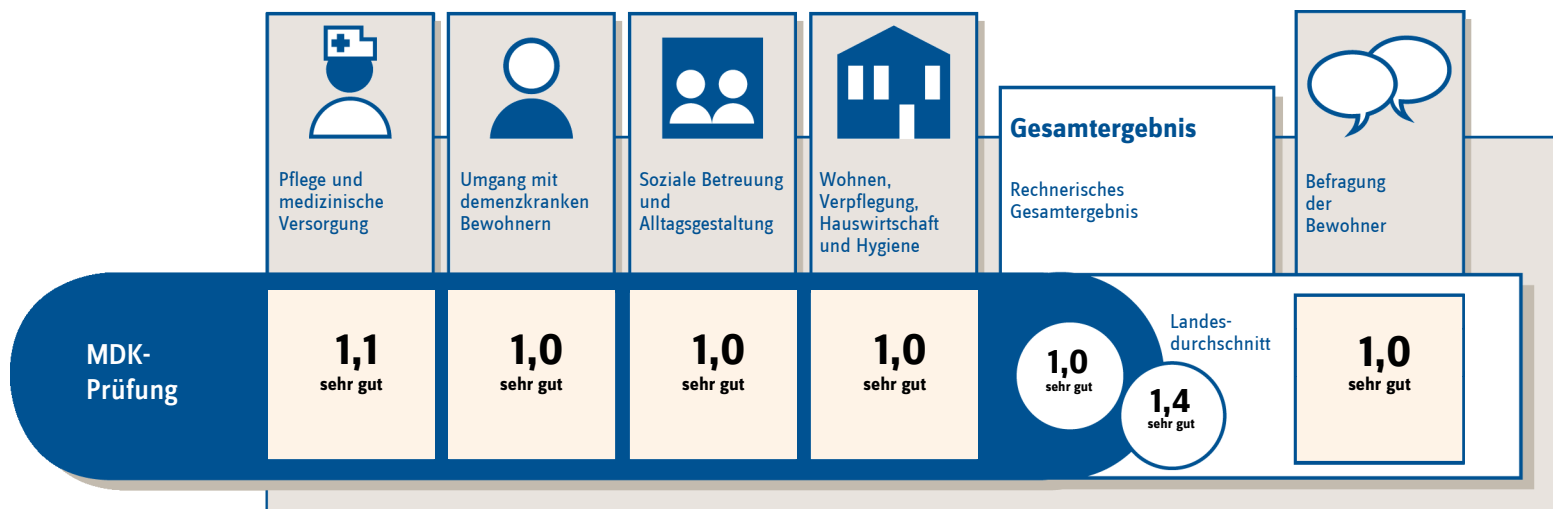 Pflege und
medizinische
Versorgung
Umgang mit
demenzkranken
Bewohnern
Soziale Betreuung
und
Alltagsgestaltung
Wohnen,
Verpflegung,
Hauswirtschaft
und Hygiene
Gesamtergebnis
Rechnerisches
Gesamtergebnis
Befragung
der
Bewohner
MDK-
Prüfung
1,1
sehr gut
1,0
sehr gut
1,0
sehr gut
1,0
sehr gut
1,0
sehr gut
Landes-
durchschnitt
1,4
sehr gut
1,0
sehr gut